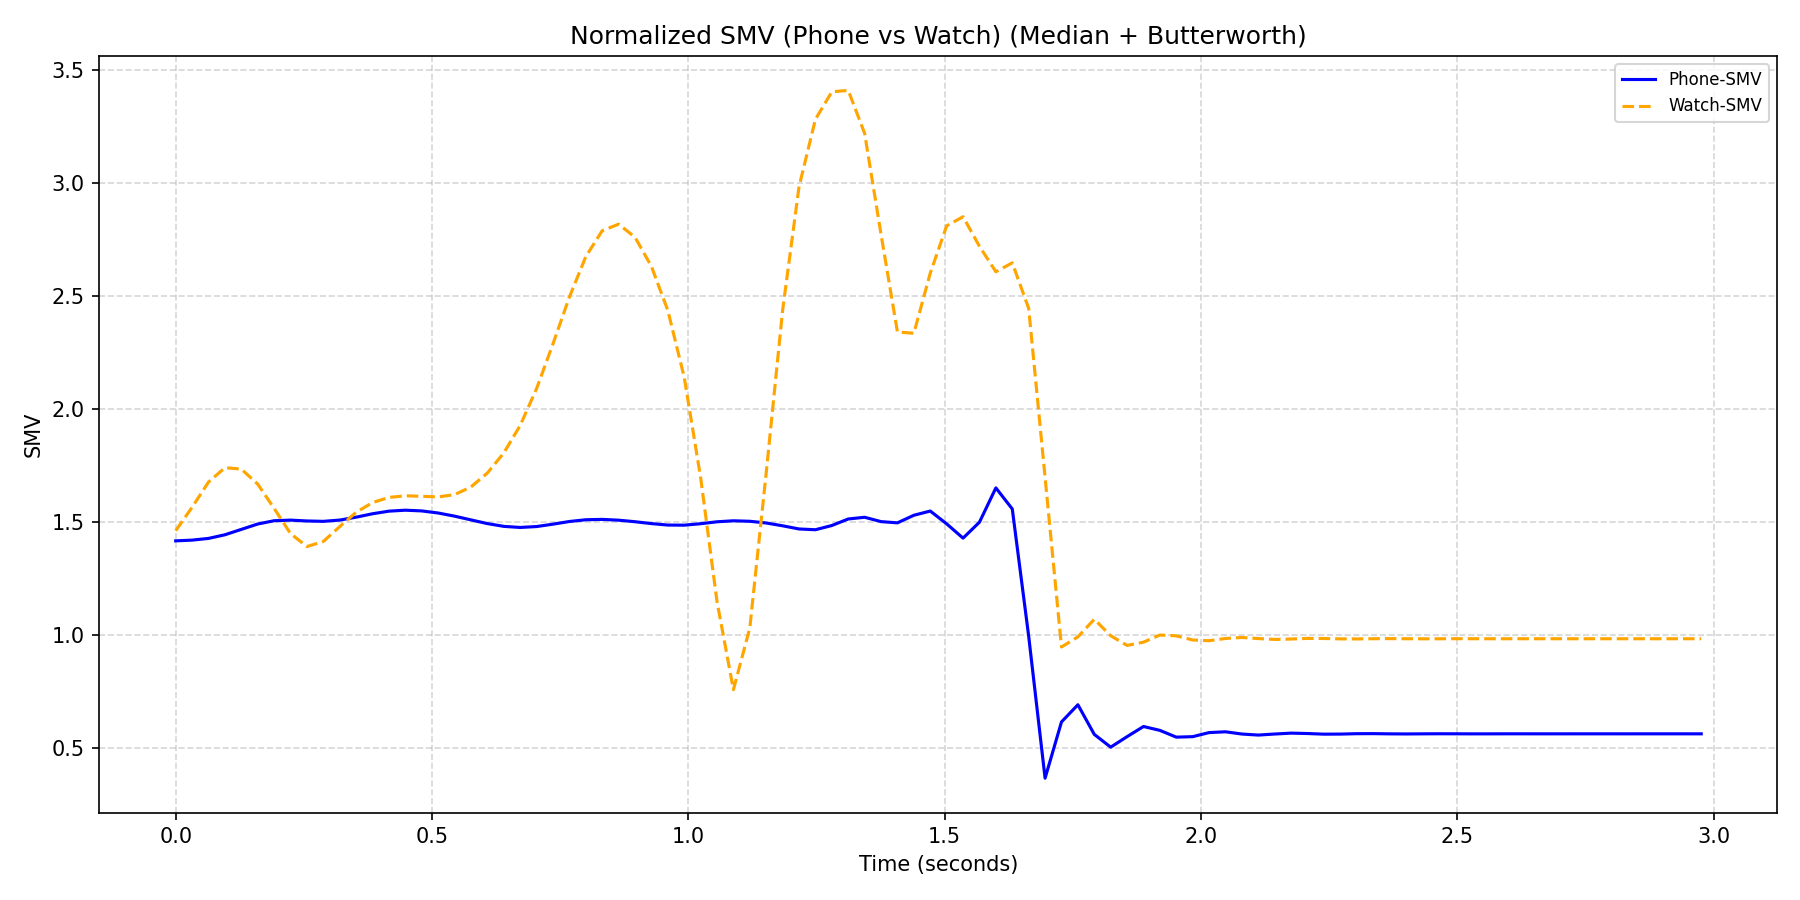 Normalized SMV (Phone vs Watch) (Median + Butterworth)
Phone-SMV
Watch-SMV
SMV
3.5
3.0
2.5
2.0
1.5
1.0
0.5
0.0 0.5 1.0 1.5 2.0 2.5 3.0
Time (seconds)